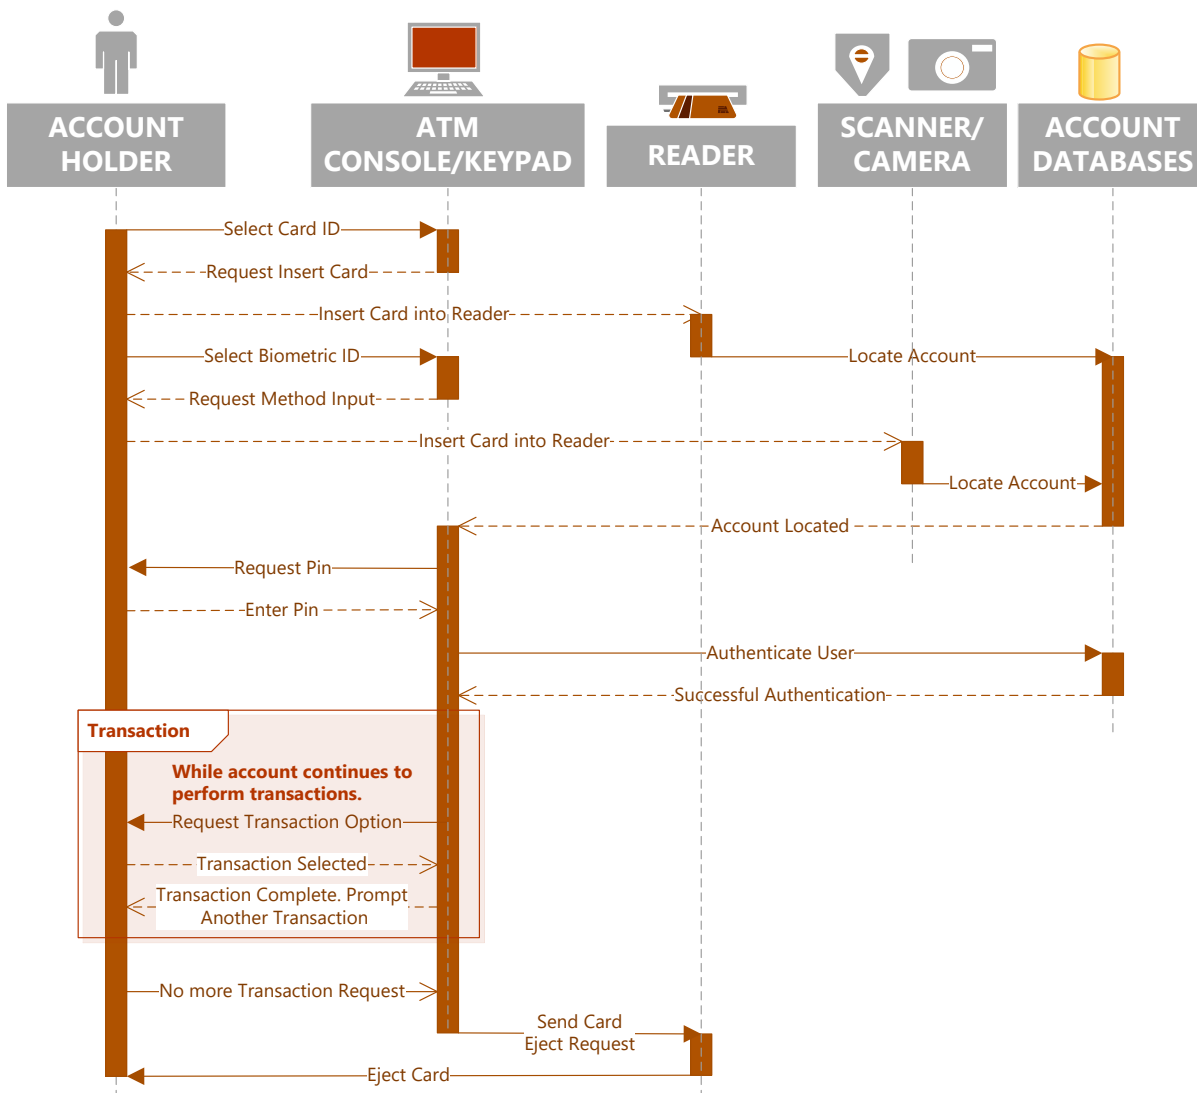 ACCOUNT
HOLDER
ATM
CONSOLE/KEYPAD
READER
SCANNER/
CAMERA
ACCOUNT
DATABASES
Select Card ID
Request Insert Card
Insert Card into Reader
Select Biometric ID
Locate Account
Request Method Input
Insert Card into Reader
Locate Account
Account Located
Request Pin
Enter Pin
Authenticate User
Successful Authentication
Transaction
While account continues to
perform transactions.
Request Transaction Option
Transaction Selected
Transaction Complete. Prompt
Another Transaction
No more Transaction Request
Send Card
Eject Request
Eject Card